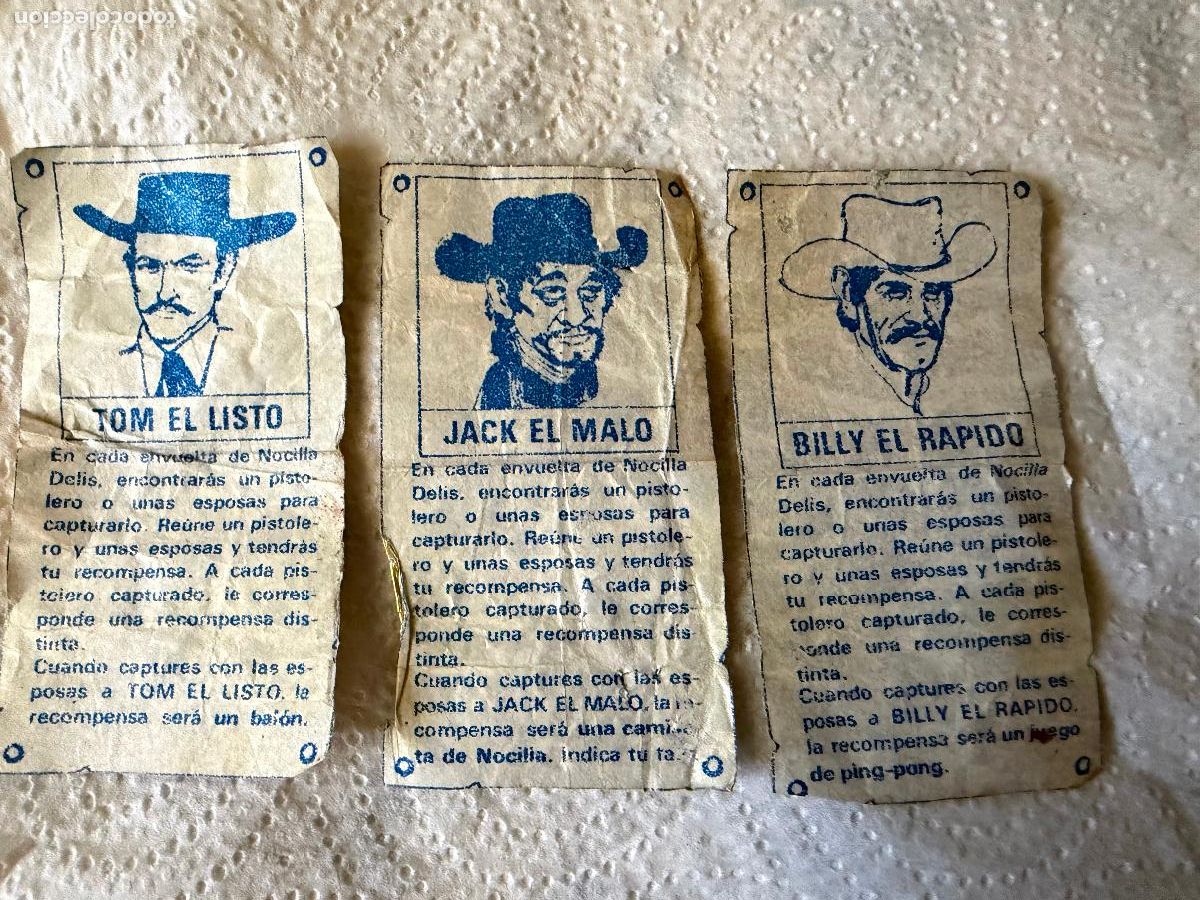 todocoleccion
TOM EL LISTO
En cada envuelta de Nocilla
Delis, encontrarás un pisto-
lero o unas esposas para
capturarlo. Reúne un pistole-
ro y unas esposas y tendrás
tu recompensa. A cada pis-
tolero capturado, le corres-
ponde una recompensa dis-
tinta.
Cuando captures con las es-
posas a TOM EL LISTO, la
recompensa será un balón.
JACK EL MALO
En cada envuelta de Nocilla
Delis, encontrarás un pisto-
lero o unas esposas para
capturarlo. Reúne un pistole-
ro y unas esposas y tendrás
tu recompensa. A cada pis-
tolero capturado, le corres-
ponde una recompensa dis-
tinta.
Cuando captures con las es-
posas a JACK EL MALO, la
compensa será una
ta de Nocilla. Indica tu
BILLY EL RAPIDO
En cada envuelta de Nocilla
Delis, encontrarás un pisto-
lero o unas esposas para
capturarlo. Reúne un pistole-
ro y unas esposas y tendrás
tu recompensa. A cada pis-
tolero capturado, le corres-
ponde una recompensa dis-
tinta.
Cuando captures con las es-
posas a BILLY EL RAPIDO,
la recompensa será un juego
de ping-pong.